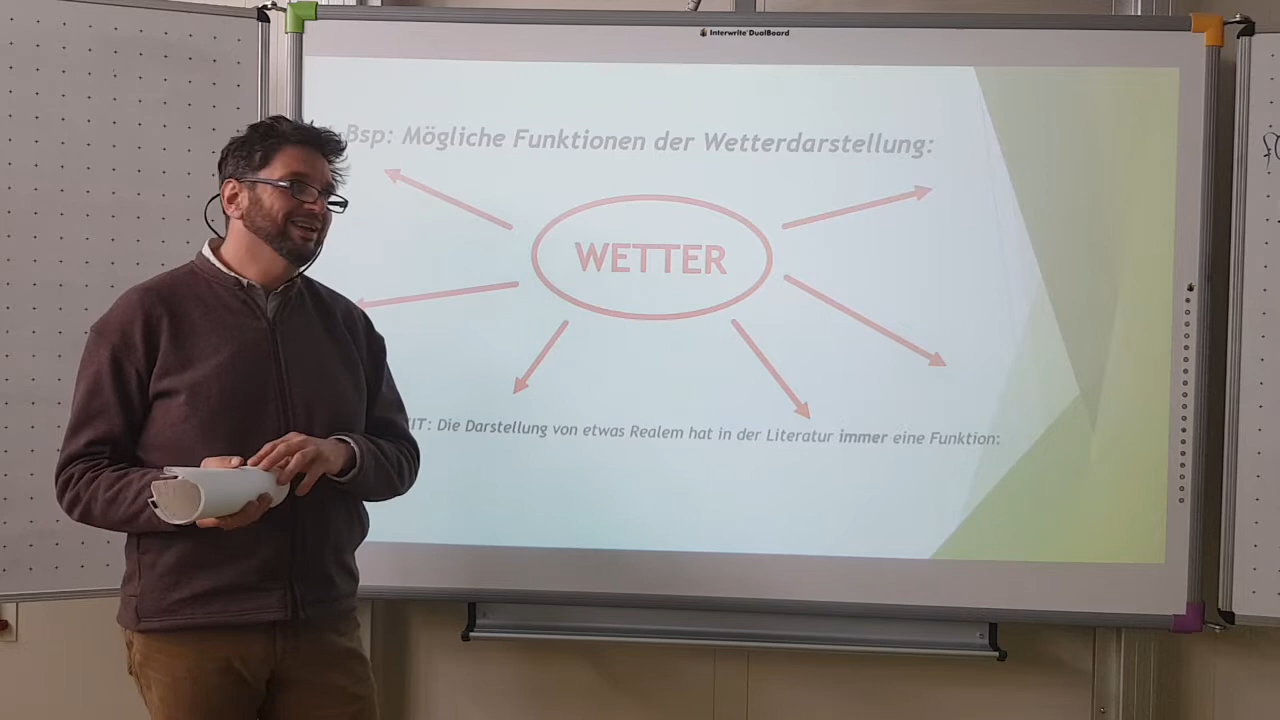 Interwrite DualBoard
Bsp: Mögliche Funktionen der Wetterdarstellung:
WETTER
IT: Die Darstellung von etwas Realem hat in der Literatur immer eine Funktion: